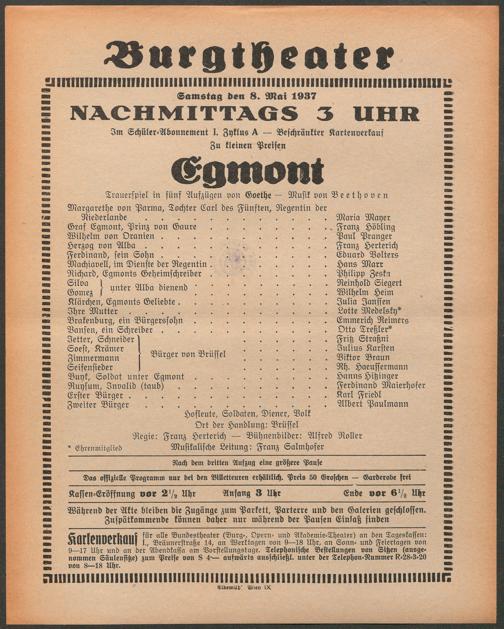 Burgtheater
Samstag den 8. Mai 1937
NACHMITTAGS 3 UHR
Im Schüler-Abonnement I. Zyklus A — Beschränkter Kartenverkauf
Zu kleinen Preisen
Egmont
Trauerspiel in fünf Aufzügen von Goethe — Musik von Beethoven
Margarethe von Parma, Tochter Carl des Fünften, Regentin der
Niederlande . . . . . . . . . . Maria Mayer
Graf Egmont, Prinz von Gaure . . . . . . . . Franz Höbling
Wilhelm von Oranien . . . . . . . . . Paul Pranger
Herzog von Alba . . . . . . . . . . Franz Herterich
Ferdinand, sein Sohn . . . . . . . . . Eduard Volters
Machiavell, im Dienste der Regentin . . . . . . . Hans Marr
Richard, Egmonts Geheimschreiber . . . . . . . Philipp Zeska
Silva } unter Alba dienend . . . . . . . Reinhold Siegert
Gomez } . . . . . . . Wilhelm Heim
Klärchen, Egmonts Geliebte . . . . . . . . Julia Janssen
Ihre Mutter . . . . . . . . . . Lotte Medelsky*
Brakenburg, ein Bürgerssohn . . . . . . . . Emmerich Reimers
Vansen, ein Schreiber . . . . . . . . . Otto Treßler*
Jetter, Schneider } Bürger von Brüssel . . . . . . Fritz Straßni
Soest, Krämer . . . . . . Julius Karsten
Zimmermann . . . . . . Viktor Braun
Seifensieder . . . . . . Rh. Haeussermann
Buyk, Soldat unter Egmont . . . . . . . . Hanns Hitzinger
Ruysum, Invalid (taub) . . . . . . . . Ferdinand Maierhofer
Erster Bürger . . . . . . . . . . Karl Friedl
Zweiter Bürger . . . . . . . . . . Albert Paulmann
Hofleute, Soldaten, Diener, Volk
Ort der Handlung: Brüssel
Regie: Franz Herterich — Bühnenbilder: Alfred Roller
* Ehrenmitglied Musikalische Leitung: Franz Salmhofer
Nach dem dritten Aufzug eine größere Pause
Das offizielle Programm nur bei den Billetteuren erhältlich. Preis 50 Groschen — Garderobe frei
Kassen-Eröffnung vor 2½ Uhr Anfang 3 Uhr Ende vor 6½ Uhr
Während der Akte bleiben die Zugänge zum Parkett, Parterre und den Galerien geschlossen.
Zuspätkommende können daher nur während der Pausen Einlaß finden
Kartenverkauf für alle Bundestheater (Burg-, Opern- und Akademie-Theater) an den Tageskassen:
I., Bräunerstraße 14, an Werktagen von 9—18 Uhr, an Sonn- und Feiertagen von
9—17 Uhr und an der Abendkassa am Vorstellungstage. Telephonische Bestellungen von Sitzen (ausge-
nommen Säulensitze) zum Preise von S 4·— aufwärts ausschließl. unter der Telephon-Nummer R-28-3-20
von 8—18 Uhr.
Elbemühl Wien IX.